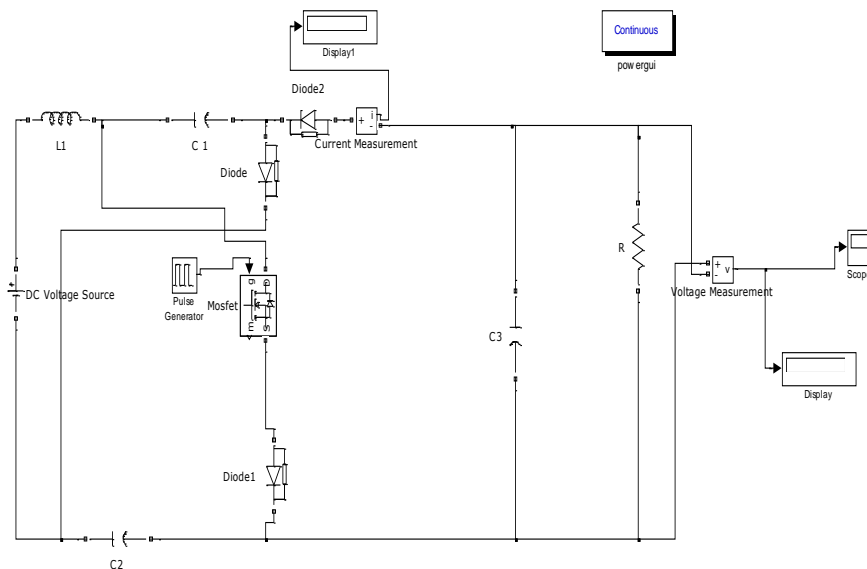 Continuous
powergui
Display1
Diode2
i
+
-
Current Measurement
L1
C 1
Diode
DC Voltage Source
Pulse
Generator
Mosfet
g
D
m
S
R
+
-
v
Voltage Measurement
Scope
C3
Display
Diode1
C2